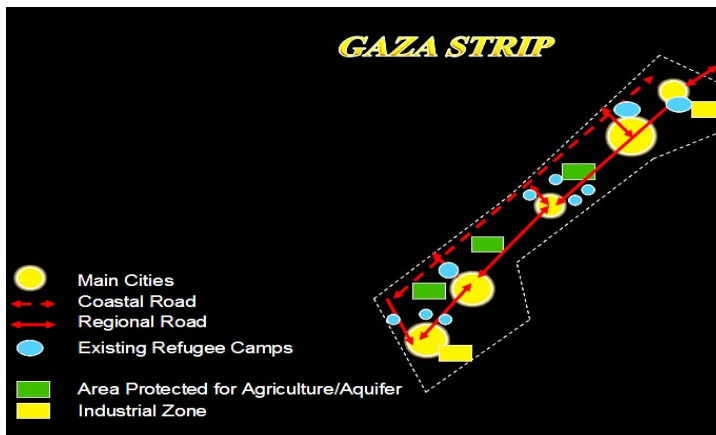 GAZA STRIP
Main Cities
Coastal Road
Regional Road
Existing Refugee Camps
Area Protected for Agriculture/Aquifer
Industrial Zone